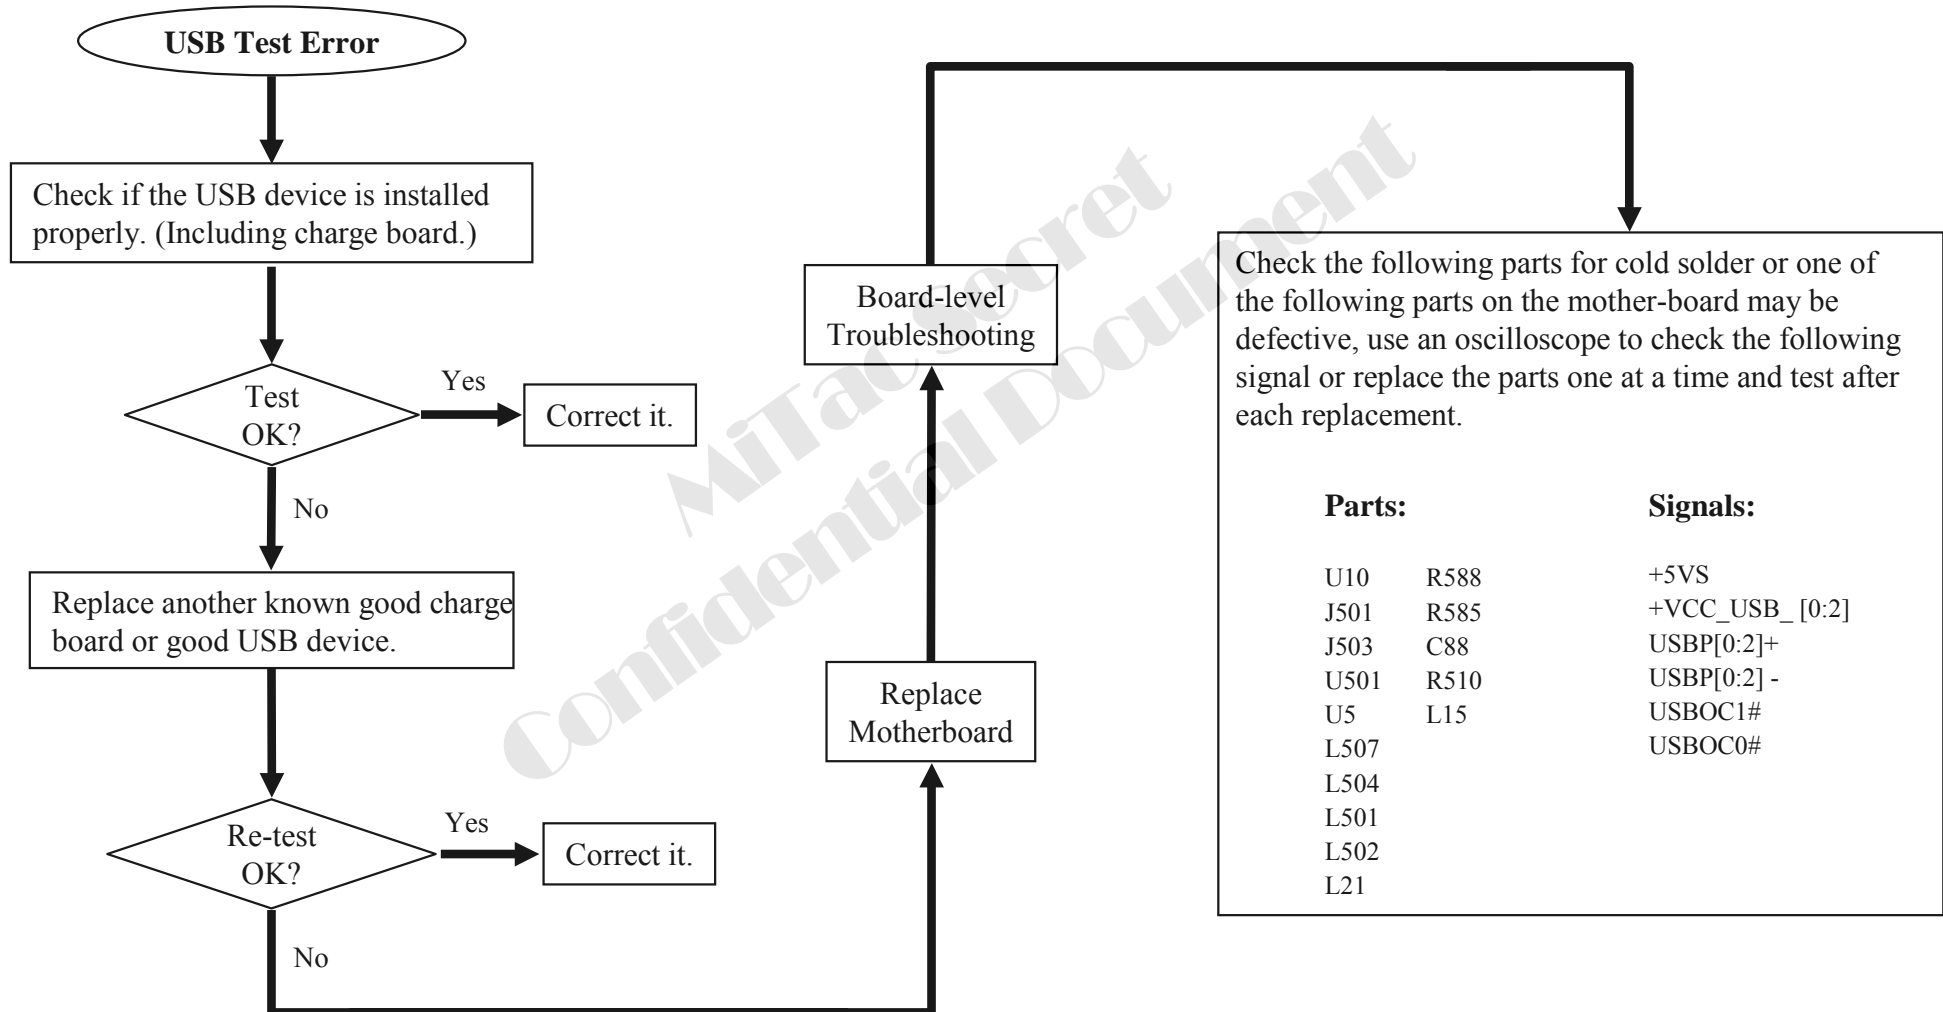 USB Test Error
Check if the USB device is installed
properly. (Including charge board.)
Test
OK?
Yes
Correct it.
No
Replace another known good charge
board or good USB device.
Re-test
OK?
Yes
Correct it.
No
Replace
Motherboard
Board-level
Troubleshooting
Check the following parts for cold solder or one of
the following parts on the mother-board may be
defective, use an oscilloscope to check the following
signal or replace the parts one at a time and test after
each replacement.
Parts:
U10
J501
J503
U501
U5
L507
L504
L501
L502
L21
R588
R585
C88
R510
L15
Signals:
+5VS
+VCC_USB_ [0:2]
USBP[0:2]+
USBP[0:2] -
USBOC1#
USBOC0#
MiTac Secret
Confidential Document